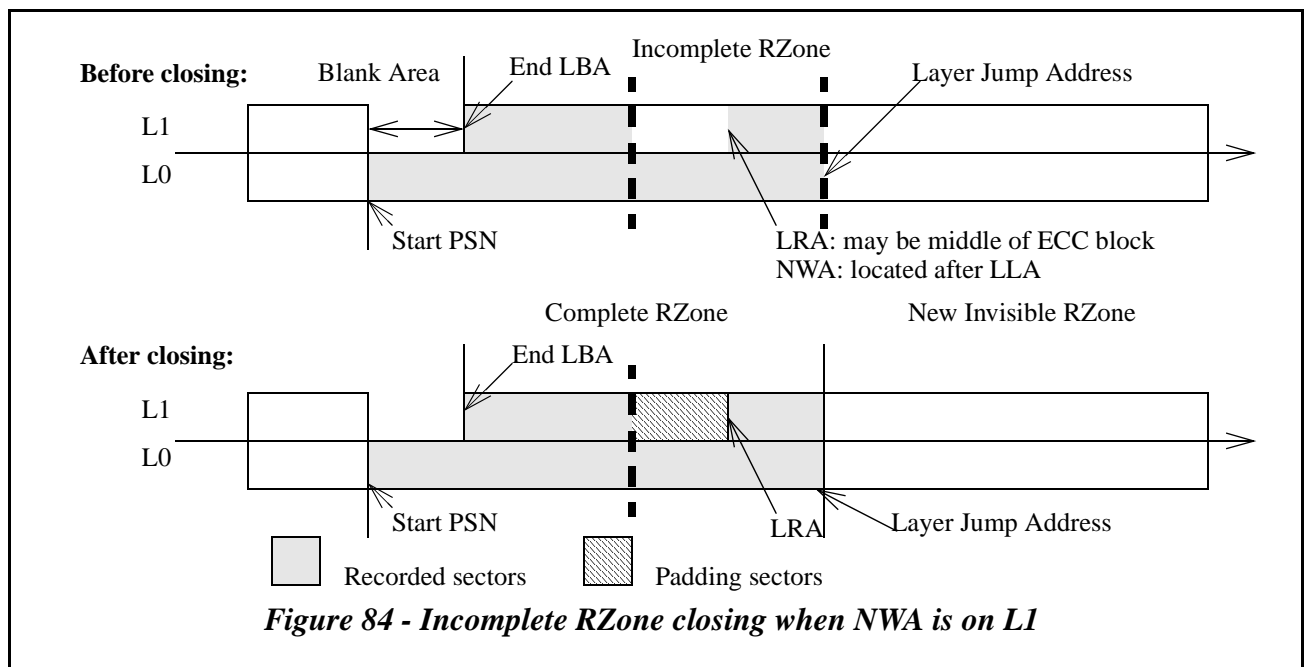 Incomplete RZone
Before closing:
Blank Area
End LBA
Layer Jump Address
L1
L0
Start PSN
LRA: may be middle of ECC block
NWA: located after LLA
Complete RZone
New Invisible RZone
After closing:
End LBA
L1
L0
Start PSN
LRA
Layer Jump Address
Recorded sectors
Padding sectors
Figure 84 - Incomplete RZone closing when NWA is on L1